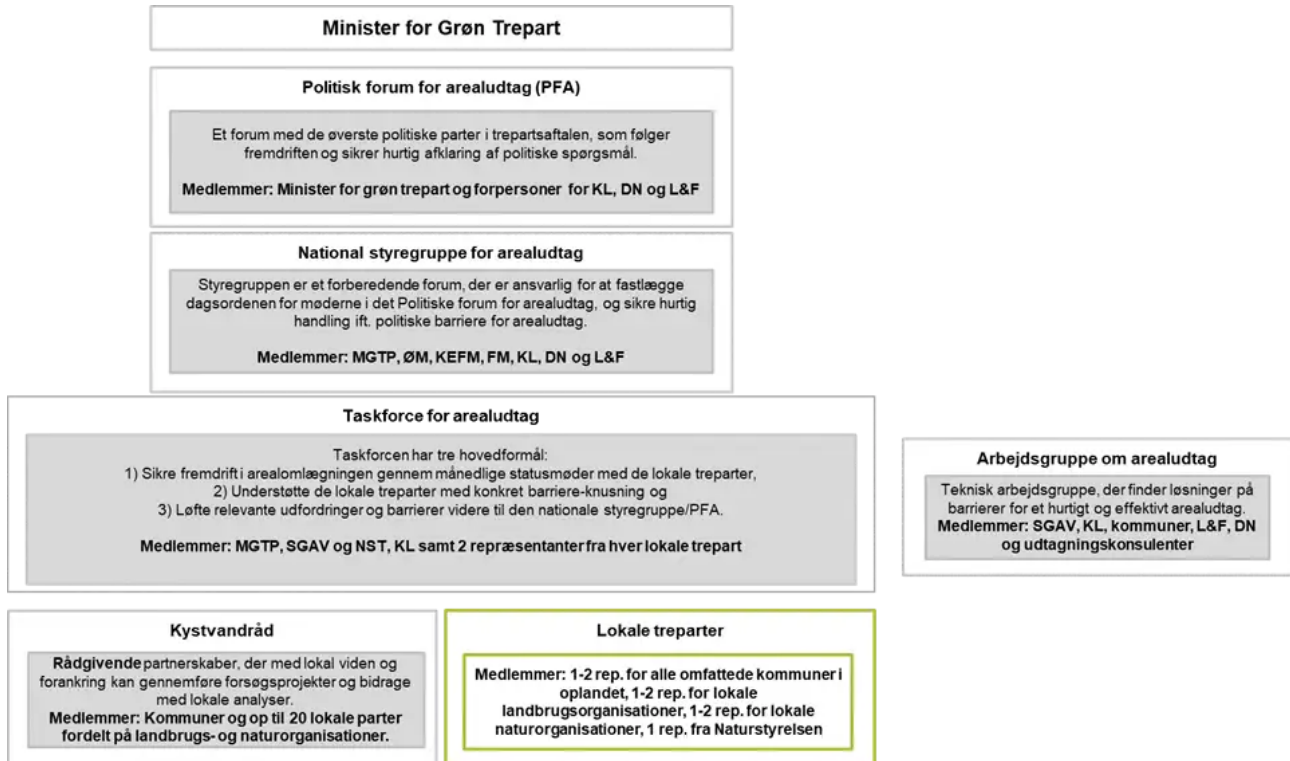 Minister for Grøn Trepart
Politisk forum for arealudtag (PFA)
Et forum med de øverste politiske parter i trepartsaftalen, som følger
fremdriften og sikrer hurtig afklaring af politiske spørgsmål.
Medlemmer: Minister for grøn trepart og forpersoner for KL, DN og L&F
National styregruppe for arealudtag
Styregruppen er et forberedende forum, der er ansvarlig for at fastlægge
dagsordenen for møderne i det Politiske forum for arealudtag, og sikre hurtig
handling ift. politiske barriere for arealudtag.
Medlemmer: MGTP, ØM, KEFM, FM, KL, DN og L&F
Taskforce for arealudtag
Taskforcen har tre hovedformål:
1) Sikre fremdrift i arealomlægningen gennem månedlige statusmøder med de lokale treparter,
2) Understøtte de lokale treparter med konkret barriere-knusning og
3) Løfte relevante udfordringer og barrierer videre til den nationale styregruppe/PFA.
Medlemmer: MGTP, SGAV og NST, KL samt 2 repræsentanter fra hver lokale trepart
Arbejdsgruppe om arealudtag
Teknisk arbejdsgruppe, der finder løsninger på
barrierer for et hurtigt og effektivt arealudtag.
Medlemmer: SGAV, KL, kommuner, L&F, DN
og udtagningskonsulenter
Kystvandråd
Rådgivende partnerskaber, der med lokal viden og
forankring kan gennemføre forsøgsprojekter og bidrage
med lokale analyser.
Medlemmer: Kommuner og op til 20 lokale parter
fordelt på landbrugs- og naturorganisationer.
Lokale treparter
Medlemmer: 1-2 rep. for alle omfattede kommuner i
oplandet, 1-2 rep. for lokale
landbrugsorganisationer, 1-2 rep. for lokale
naturorganisationer, 1 rep. fra Naturstyrelsen